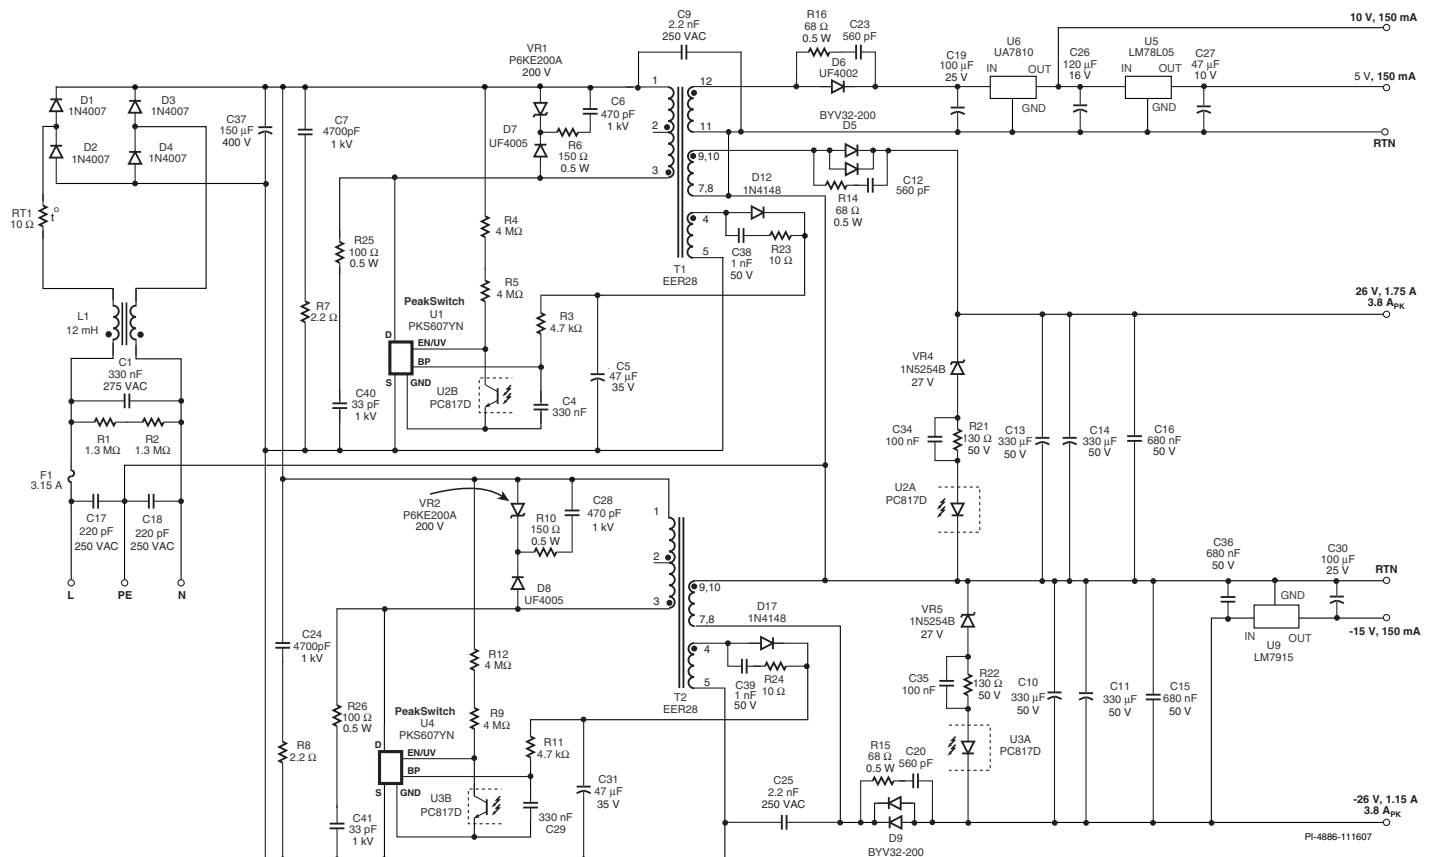 C9
2.2 nF
250 VAC
R16
68 Ω
0.5 W
C23
560 pF
10 V, 150 mA
VR1
P6KE200A
200 V
D6
UF4002
C19
100 µF
25 V
U6
UA7810
IN OUT
GND
C26
120 µF
16 V
U5
LM78L05
IN OUT
GND
C27
47 µF
10 V
5 V, 150 mA
RTN
D1
1N4007
D3
1N4007
D2
1N4007
D4
1N4007
C37
150 µF
400 V
C7
4700pF
1 kV
D7
UF4005
C6
470 pF
1 kV
R6
150 Ω
0.5 W
1
2
3
12
11
9,10
7,8
4
5
T1
EER28
BYV32-200
D5
D12
1N4148
R14
68 Ω
0.5 W
C12
560 pF
C38
1 nF
50 V
R23
10 Ω
RT1
10 Ω
t°
R25
100 Ω
0.5 W
R4
4 MΩ
R5
4 MΩ
R7
2.2 Ω
L1
12 mH
PeakSwitch
U1
PKS607YN
D
S
EN/UV
BP
GND
R3
4.7 kΩ
C5
47 µF
35 V
U2B
PC817D
C4
330 nF
C40
33 pF
1 kV
26 V, 1.75 A
3.8 APK
VR4
1N5254B
27 V
C34
100 nF
R21
130 Ω
50 V
C13
330 µF
50 V
C14
330 µF
50 V
C16
680 nF
50 V
U2A
PC817D
C1
330 nF
275 VAC
R1
1.3 MΩ
R2
1.3 MΩ
F1
3.15 A
C17
220 pF
250 VAC
C18
220 pF
250 VAC
L
PE
N
VR2
P6KE200A
200 V
R10
150 Ω
0.5 W
C28
470 pF
1 kV
D8
UF4005
1
2
3
9,10
7,8
4
5
T2
EER28
D17
1N4148
C39
1 nF
50 V
R24
10 Ω
C24
4700pF
1 kV
R12
4 MΩ
R9
4 MΩ
R26
100 Ω
0.5 W
R8
2.2 Ω
PeakSwitch
U4
PKS607YN
D
S
EN/UV
BP
GND
R11
4.7 kΩ
C31
47 µF
35 V
U3B
PC817D
330 nF
C29
C41
33 pF
1 kV
C36
680 nF
50 V
C30
100 µF
25 V
RTN
GND
IN OUT
U9
LM7915
-15 V, 150 mA
VR5
1N5254B
27 V
C35
100 nF
R22
130 Ω
50 V
C10
330 µF
50 V
C11
330 µF
50 V
C15
680 nF
50 V
U3A
PC817D
R15
68 Ω
0.5 W
C20
560 pF
C25
2.2 nF
250 VAC
D9
BYV32-200
-26 V, 1.15 A
3.8 APK
PI-4886-111607